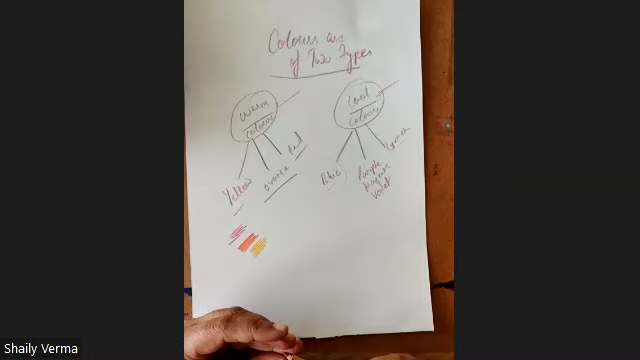 Colours are
of Two Types
warm
colours
Cool
colours
Yellow
orange
Red
Blue
Purple
Violet
Green
Shaily Verma